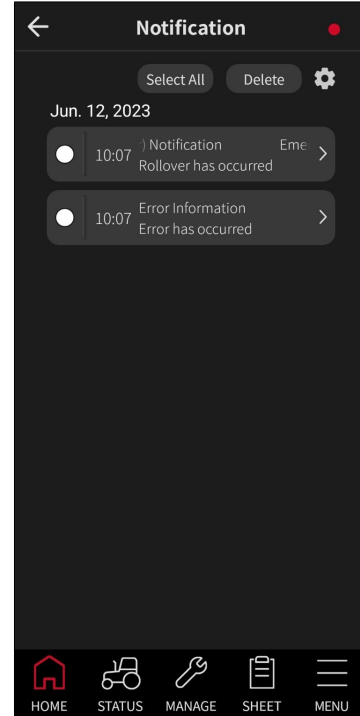 Notification
Select All Delete
Jun. 12, 2023
10:07 ) Notification Eme
Rollover has occurred
10:07 Error Information
Error has occurred
HOME STATUS MANAGE SHEET MENU